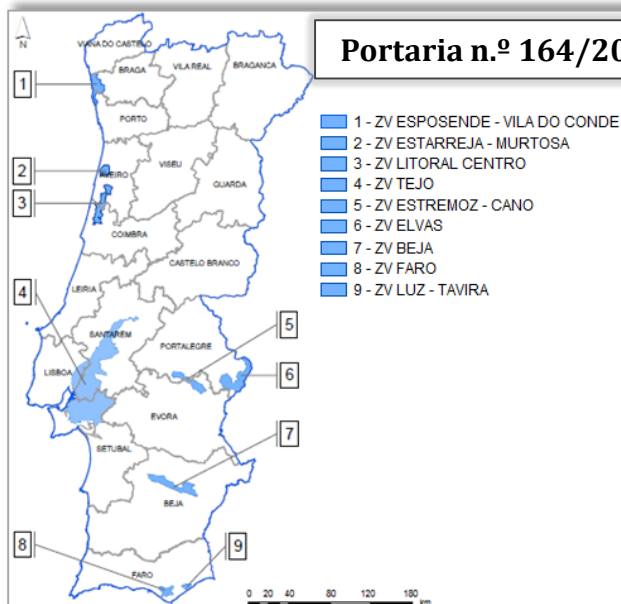 Portaria n.º 164/20
N
VIANA DO CASTELO
BRAGA
VILA REAL
BRAGANCA
1
PORTO
1 - ZV ESPOSENDE - VILA DO CONDE
2 - ZV ESTARREJA - MURTOSA
3 - ZV LITORAL CENTRO
4 - ZV TEJO
5 - ZV ESTREMOZ - CANO
6 - ZV ELVAS
7 - ZV BEJA
8 - ZV FARO
9 - ZV LUZ - TAVIRA
2
AVEIRO
VISEU
GUARDA
3
COIMBRA
CASTELO BRANCO
LEIRIA
4
SANTAREM
PORTALEGRE
5
LISBOA
6
EVORA
SETUBAL
7
BEJA
8
9
FARO
0 20 40 80 120 180
km